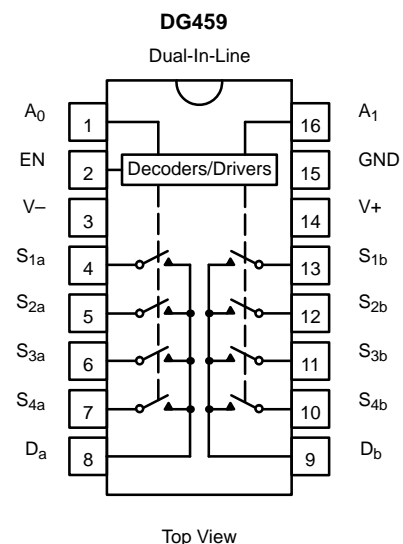 DG459
Dual-In-Line
A0 1 16 A1
EN 2 Decoders/Drivers 15 GND
V– 3 14 V+
S1a 4 13 S1b
S2a 5 12 S2b
S3a 6 11 S3b
S4a 7 10 S4b
Da 8 9 Db
Top View